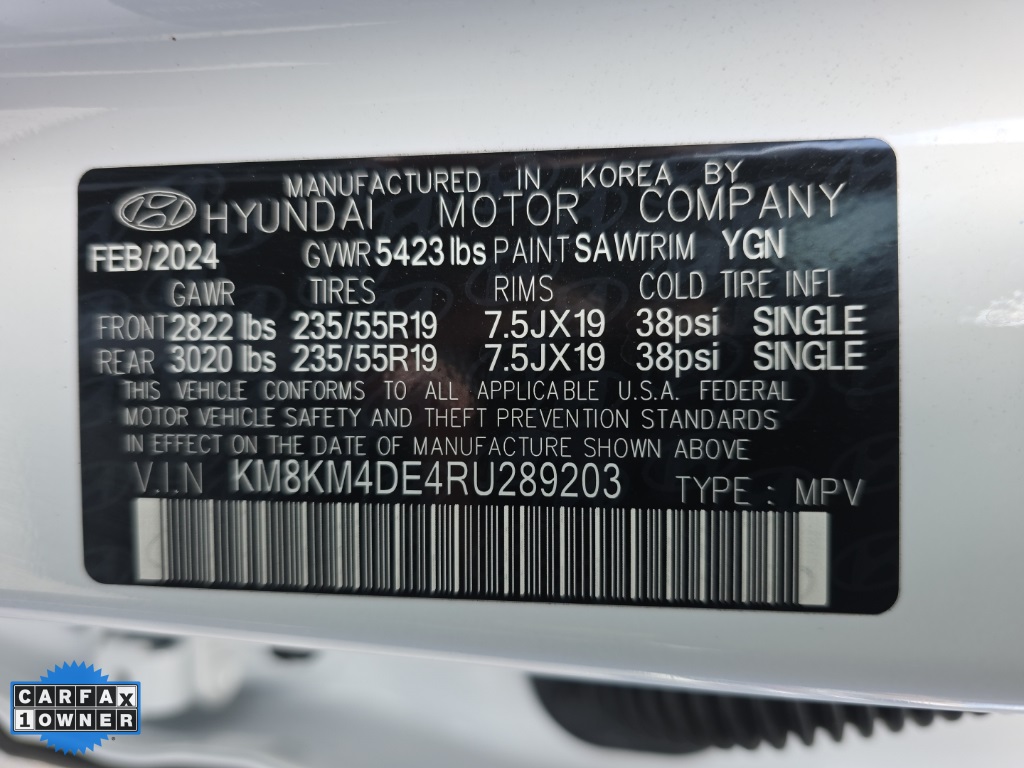 MANUFACTURED IN KOREA BY
HYUNDAI MOTOR COMPANY
FEB/2024 GVWR 5423 lbs PAINT SAW TRIM YGN
GAWR TIRES RIMS COLD TIRE INFL
FRONT 2822 lbs 235/55R19 7.5JX19 38psi SINGLE
REAR 3020 lbs 235/55R19 7.5JX19 38psi SINGLE
THIS VEHICLE CONFORMS TO ALL APPLICABLE U.S.A. FEDERAL
MOTOR VEHICLE SAFETY AND THEFT PREVENTION STANDARDS
IN EFFECT ON THE DATE OF MANUFACTURE SHOWN ABOVE
V.I.N KM8KM4DE4RU289203 TYPE : MPV
CARFAX
1 OWNER